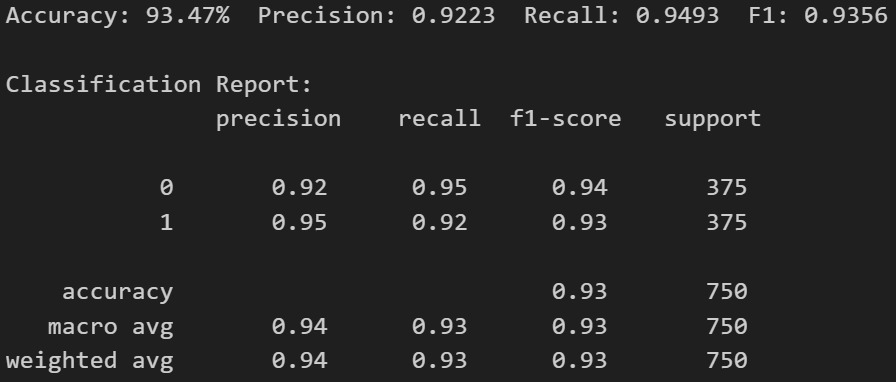 Accuracy: 93.47%  Precision: 0.9223  Recall: 0.9493  F1: 0.9356
Classification Report:
precision    recall  f1-score   support
0       0.92      0.95      0.94       375
1       0.95      0.92      0.93       375
accuracy                           0.93       750
macro avg       0.94      0.93      0.93       750
weighted avg       0.94      0.93      0.93       750